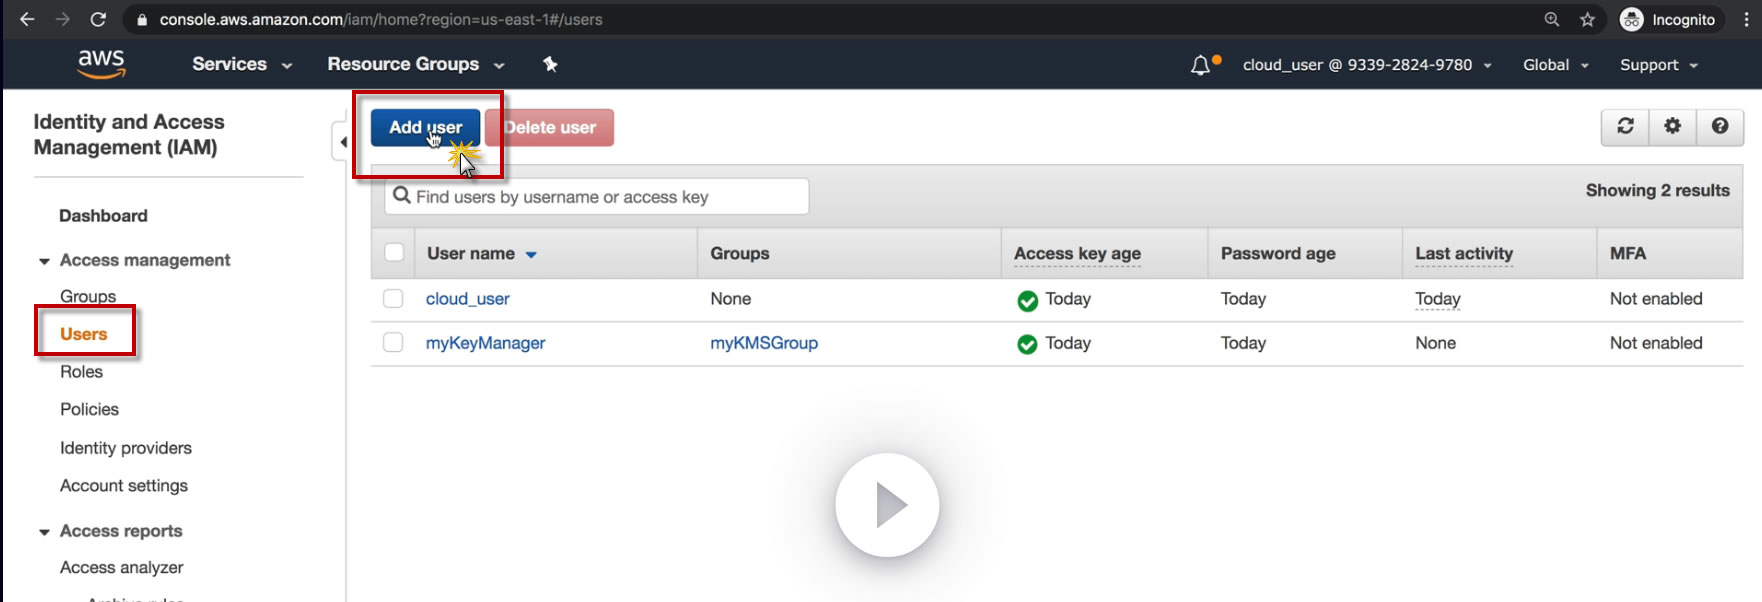 console.aws.amazon.com/iam/home?region=us-east-1#/users
Incognito
aws
Services
Resource Groups
cloud_user @ 9339-2824-9780
Global
Support
Identity and Access
Management (IAM)
Dashboard
Access management
Groups
Users
Roles
Policies
Identity providers
Account settings
Access reports
Access analyzer
Add user
Delete user
Find users by username or access key
Showing 2 results
User name Groups Access key age Password age Last activity MFA
cloud_user None Today Today Today Not enabled
myKeyManager myKMSGroup Today Today None Not enabled